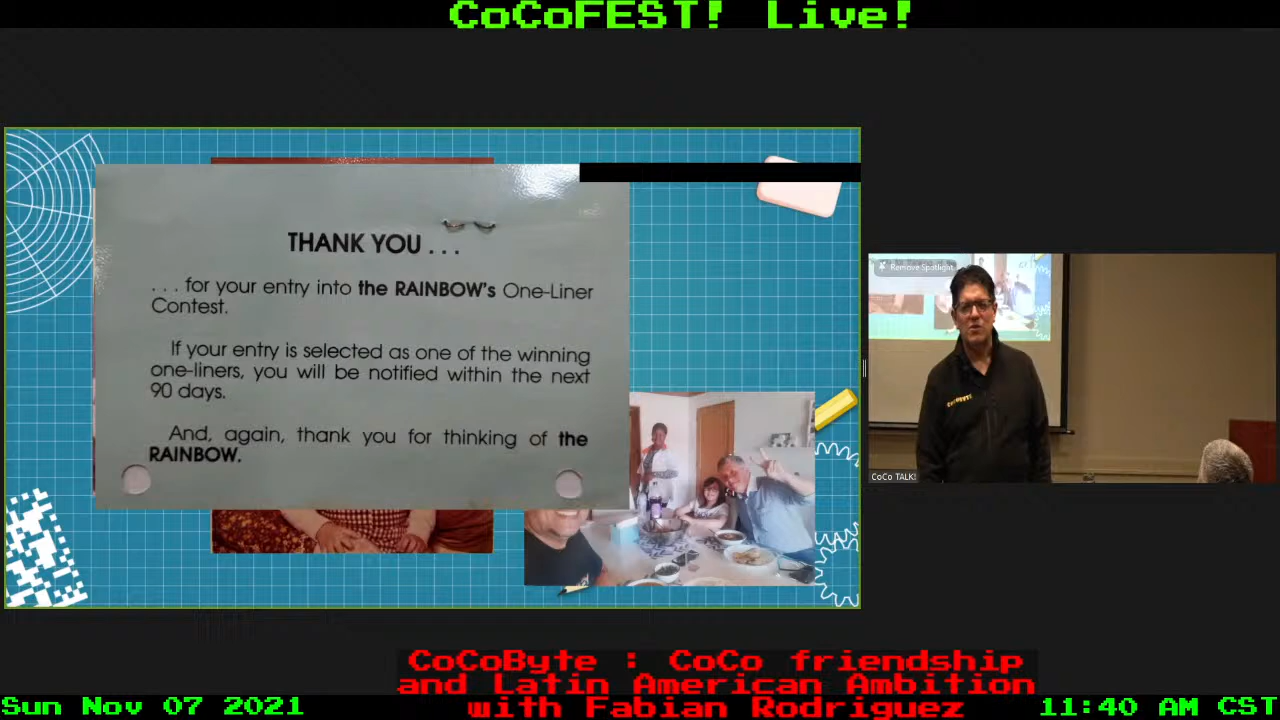 CoCoFEST! Live!
THANK YOU . . .
. . . for your entry into the RAINBOW's One-Liner
Contest.
If your entry is selected as one of the winning
one-liners, you will be notified within the next
90 days.
And, again, thank you for thinking of the
RAINBOW.
Remove Spotlight
CoCo TALK!
CoCoByte : CoCo friendship
and Latin American Ambition
with Fabian Rodriguez
Sun Nov 07 2021
11:40 AM CST